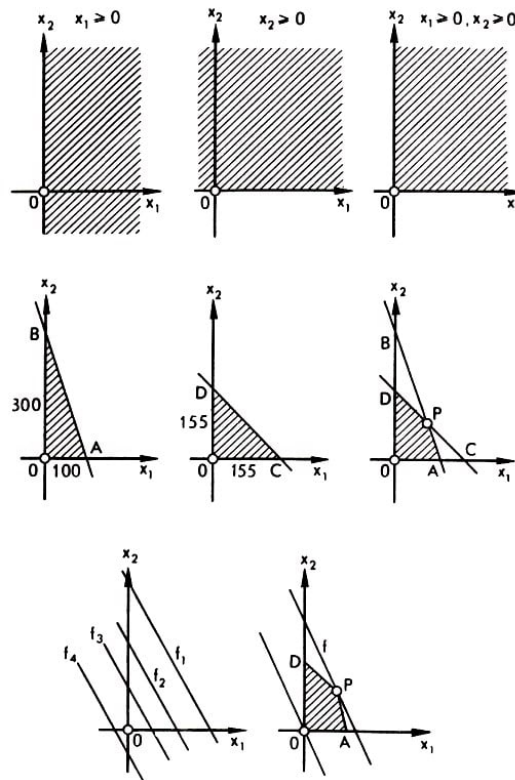 x₂ x₁ ≥ 0
0 x₁
x₂ x₂ ≥ 0
0 x₁
x₂ x₁ ≥ 0, x₂ ≥ 0
0 x
x₂
B
300
A
0 100 x₁
x₂
D
155
0 155 C x₁
x₂
B
D
P
C
0 A x₁
x₂
f₄ f₃ f₂ f₁
0 x₁
x₂
f
D
P
0 A x₁